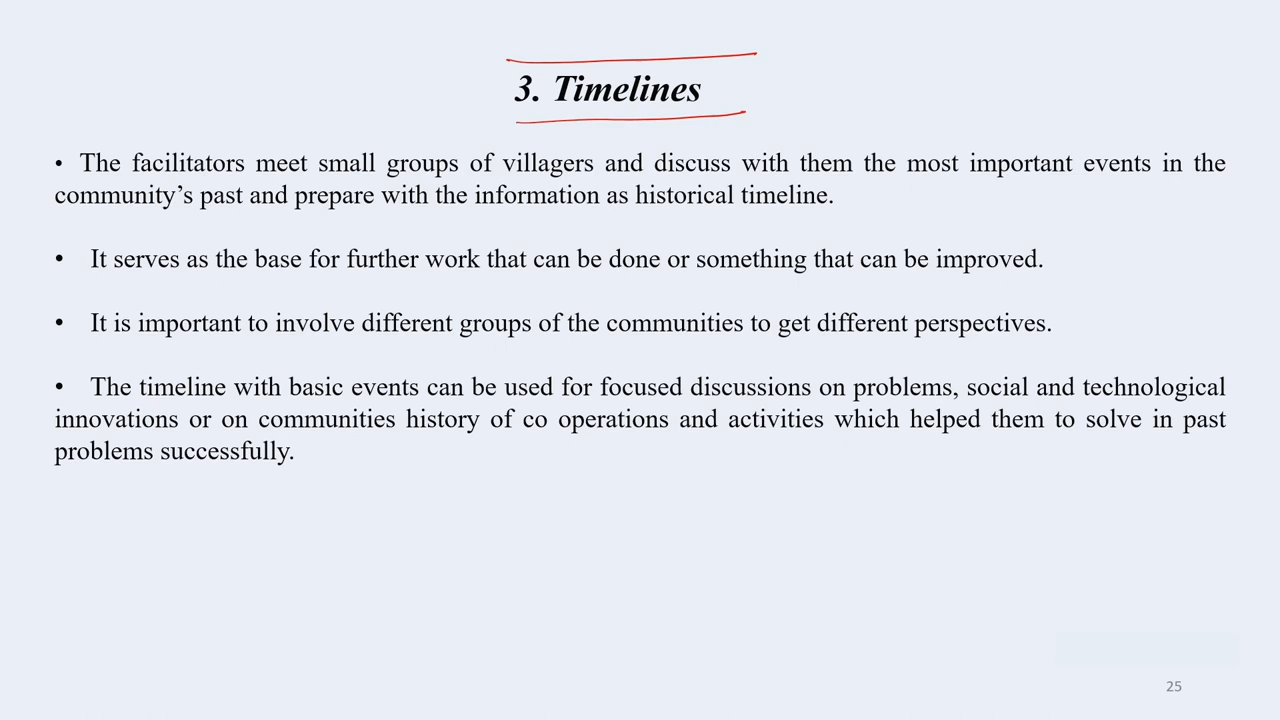 3. Timelines
• The facilitators meet small groups of villagers and discuss with them the most important events in the
community’s past and prepare with the information as historical timeline.
• It serves as the base for further work that can be done or something that can be improved.
• It is important to involve different groups of the communities to get different perspectives.
• The timeline with basic events can be used for focused discussions on problems, social and technological
innovations or on communities history of co operations and activities which helped them to solve in past
problems successfully.
25